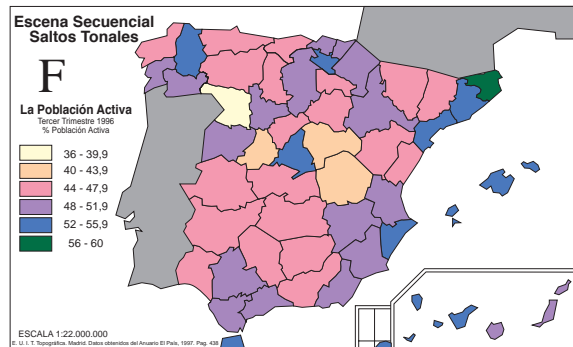 Escena Secuencial
Saltos Tonales
F
La Población Activa
Tercer Trimestre 1996
% Población Activa
36 - 39,9
40 - 43,9
44 - 47,9
48 - 51,9
52 - 55,9
56 - 60
ESCALA 1:22.000.000
E. U. I. T. Topográfica. Madrid. Datos obtenidos del Anuario El País, 1997. Pag. 438